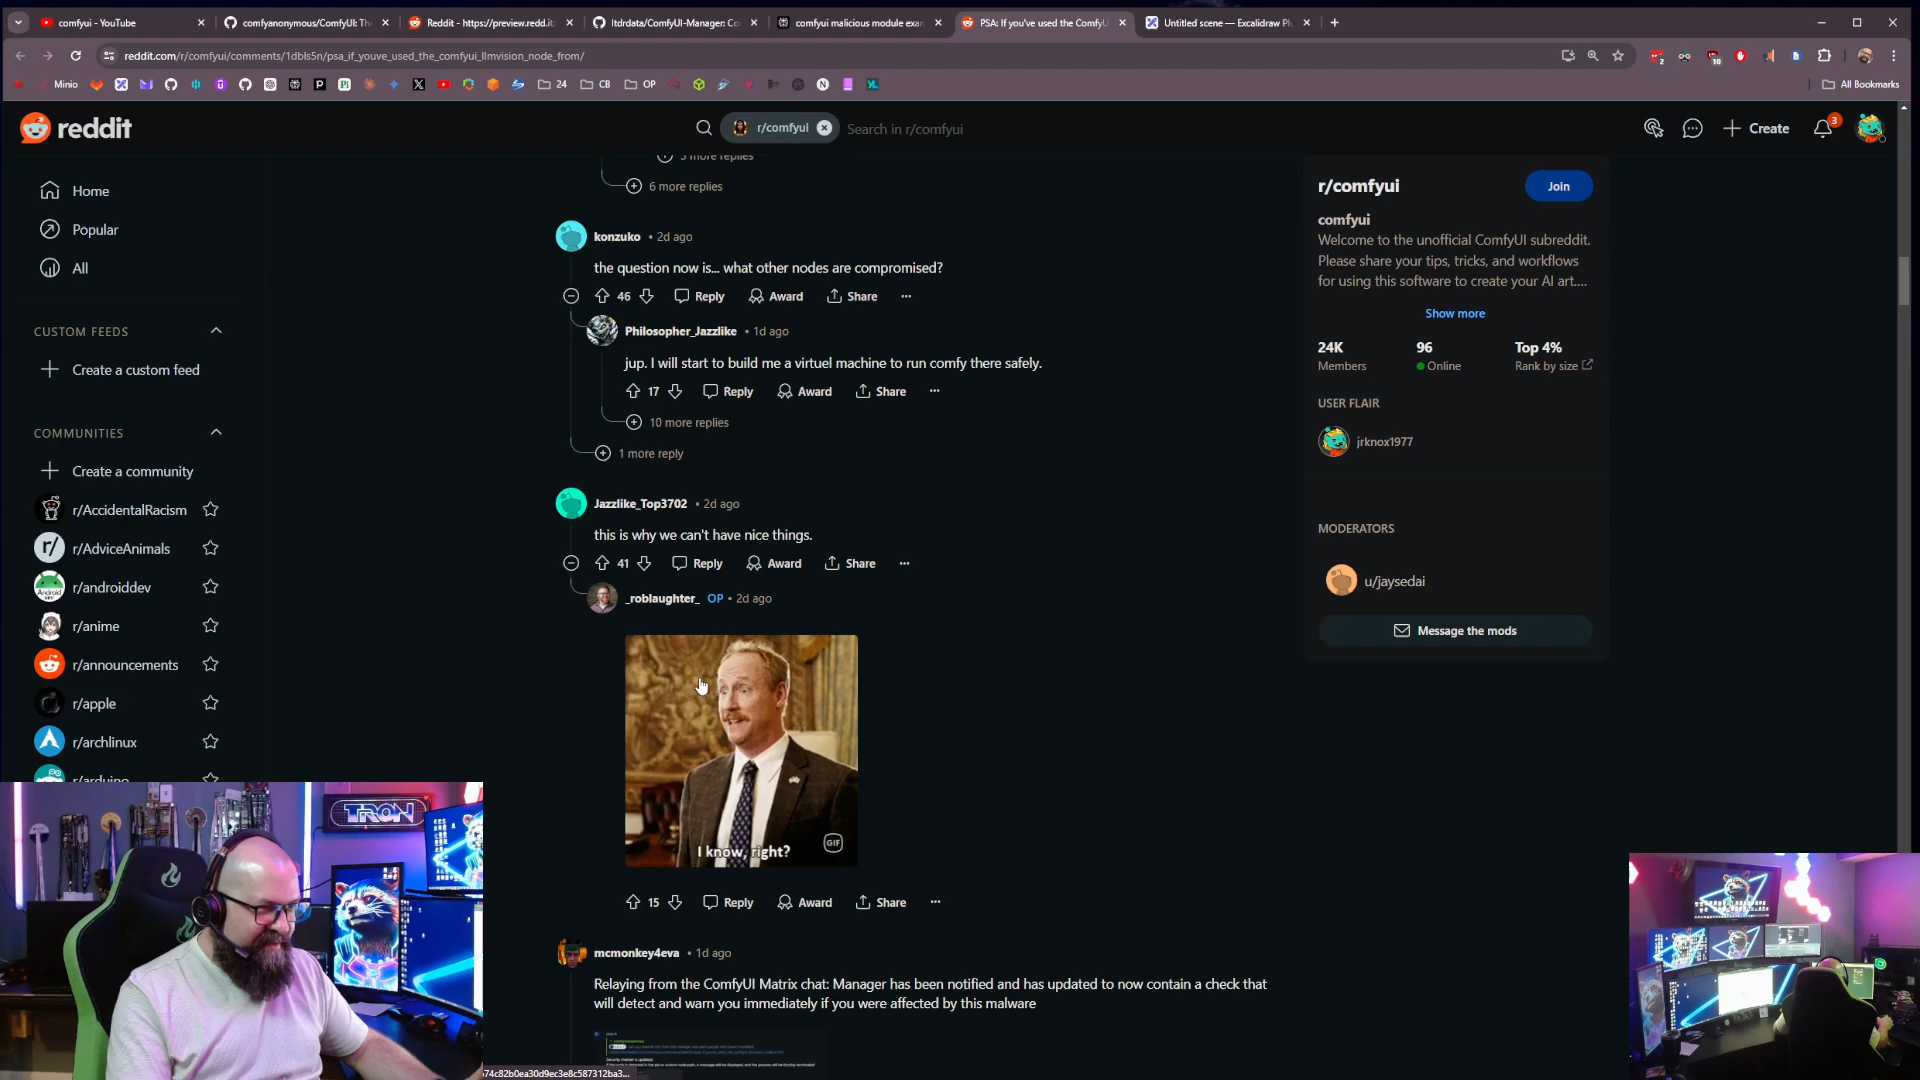 comfyui - YouTube
comfyanonymous/ComfyUI: The
Reddit - https://preview.redd.it
ltdrdata/ComfyUI-Manager: Co
comfyui malicious module exa
PSA: If you've used the ComfyU
Untitled scene — Excalidraw Pl
reddit.com/r/comfyui/comments/1dbls5n/psa_if_youve_used_the_comfyui_llmvision_node_from/
Minio
24
CB
OP
All Bookmarks
reddit
r/comfyui
Search in r/comfyui
Create
3
Home
Popular
All
CUSTOM FEEDS
Create a custom feed
COMMUNITIES
Create a community
r/AccidentalRacism
r/AdviceAnimals
r/androiddev
r/anime
r/announcements
r/apple
r/archlinux
r/arduino
more replies
6 more replies
konzuko • 2d ago
the question now is... what other nodes are compromised?
46 Reply Award Share
Philosopher_Jazzlike • 1d ago
jup. I will start to build me a virtuel machine to run comfy there safely.
17 Reply Award Share
10 more replies
1 more reply
Jazzlike_Top3702 • 2d ago
this is why we can't have nice things.
41 Reply Award Share
_roblaughter_ OP • 2d ago
I know, right?
GIF
15 Reply Award Share
mcmonkey4eva • 1d ago
Relaying from the ComfyUI Matrix chat: Manager has been notified and has updated to now contain a check that
will detect and warn you immediately if you were affected by this malware
r/comfyui
Join
comfyui
Welcome to the unofficial ComfyUI subreddit.
Please share your tips, tricks, and workflows
for using this software to create your AI art....
Show more
24K
Members
96
Online
Top 4%
Rank by size
USER FLAIR
jrknox1977
MODERATORS
u/jaysedai
Message the mods
TRON